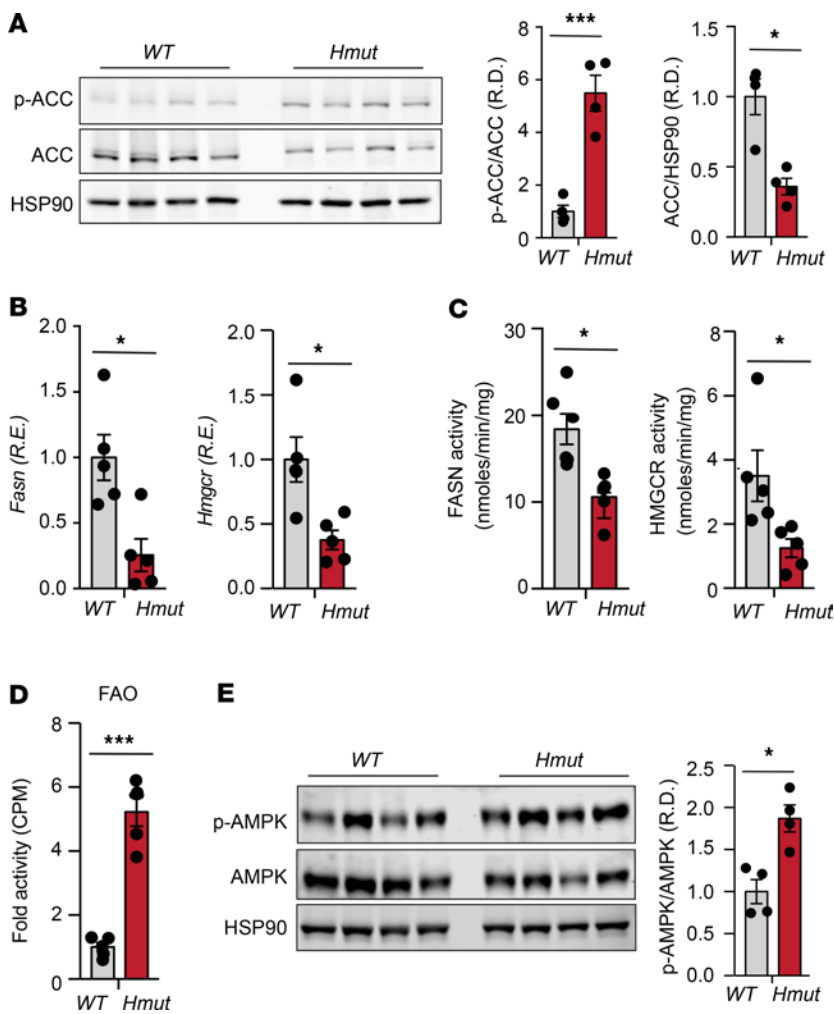 A
WT
Hmut
p-ACC
ACC
HSP90
p-ACC/ACC (R.D.)
8
6
4
2
0
***
WT
Hmut
ACC/HSP90 (R.D.)
1.5
1.0
0.5
0.0
*
WT
Hmut
B
Fasn (R.E.)
2.0
1.5
1.0
0.5
0.0
*
WT
Hmut
Hmgcr (R.E.)
2.0
1.5
1.0
0.5
0.0
*
WT
Hmut
C
FASN activity
(nmoles/min/mg)
30
20
10
0
*
WT
Hmut
HMGCR activity
(nmoles/min/mg)
8
6
4
2
0
*
WT
Hmut
D
FAO
Fold activity (CPM)
8
6
4
2
0
***
WT
Hmut
E
WT
Hmut
p-AMPK
AMPK
HSP90
p-AMPK/AMPK (R.D.)
2.5
2.0
1.5
1.0
0.5
0.0
*
WT
Hmut